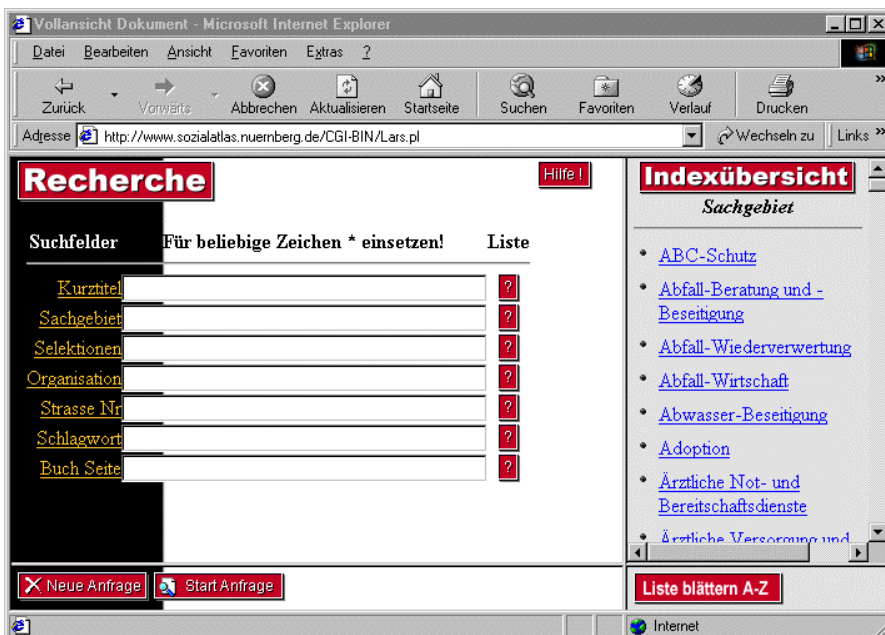 Vollansicht Dokument - Microsoft Internet Explorer
Datei Bearbeiten Ansicht Favoriten Extras ?
Zurück Vorwärts Abbrechen Aktualisieren Startseite Suchen Favoriten Verlauf Drucken »
Adresse http://www.sozialatlas.nuernberg.de/CGI-BIN/Lars.pl Wechseln zu Links »
Recherche
Hilfe !
Suchfelder Für beliebige Zeichen * einsetzen! Liste
Kurztitel ?
Sachgebiet ?
Selektionen ?
Organisation ?
Strasse Nr ?
Schlagwort ?
Buch Seite ?
Neue Anfrage Start Anfrage
Indexübersicht
Sachgebiet
ABC-Schutz
Abfall-Beratung und -
Beseitigung
Abfall-Wiederverwertung
Abfall-Wirtschaft
Abwasser-Beseitigung
Adoption
Ärztliche Not- und
Bereitschaftsdienste
Ärztliche Versorgung und
Liste blättern A-Z
Internet